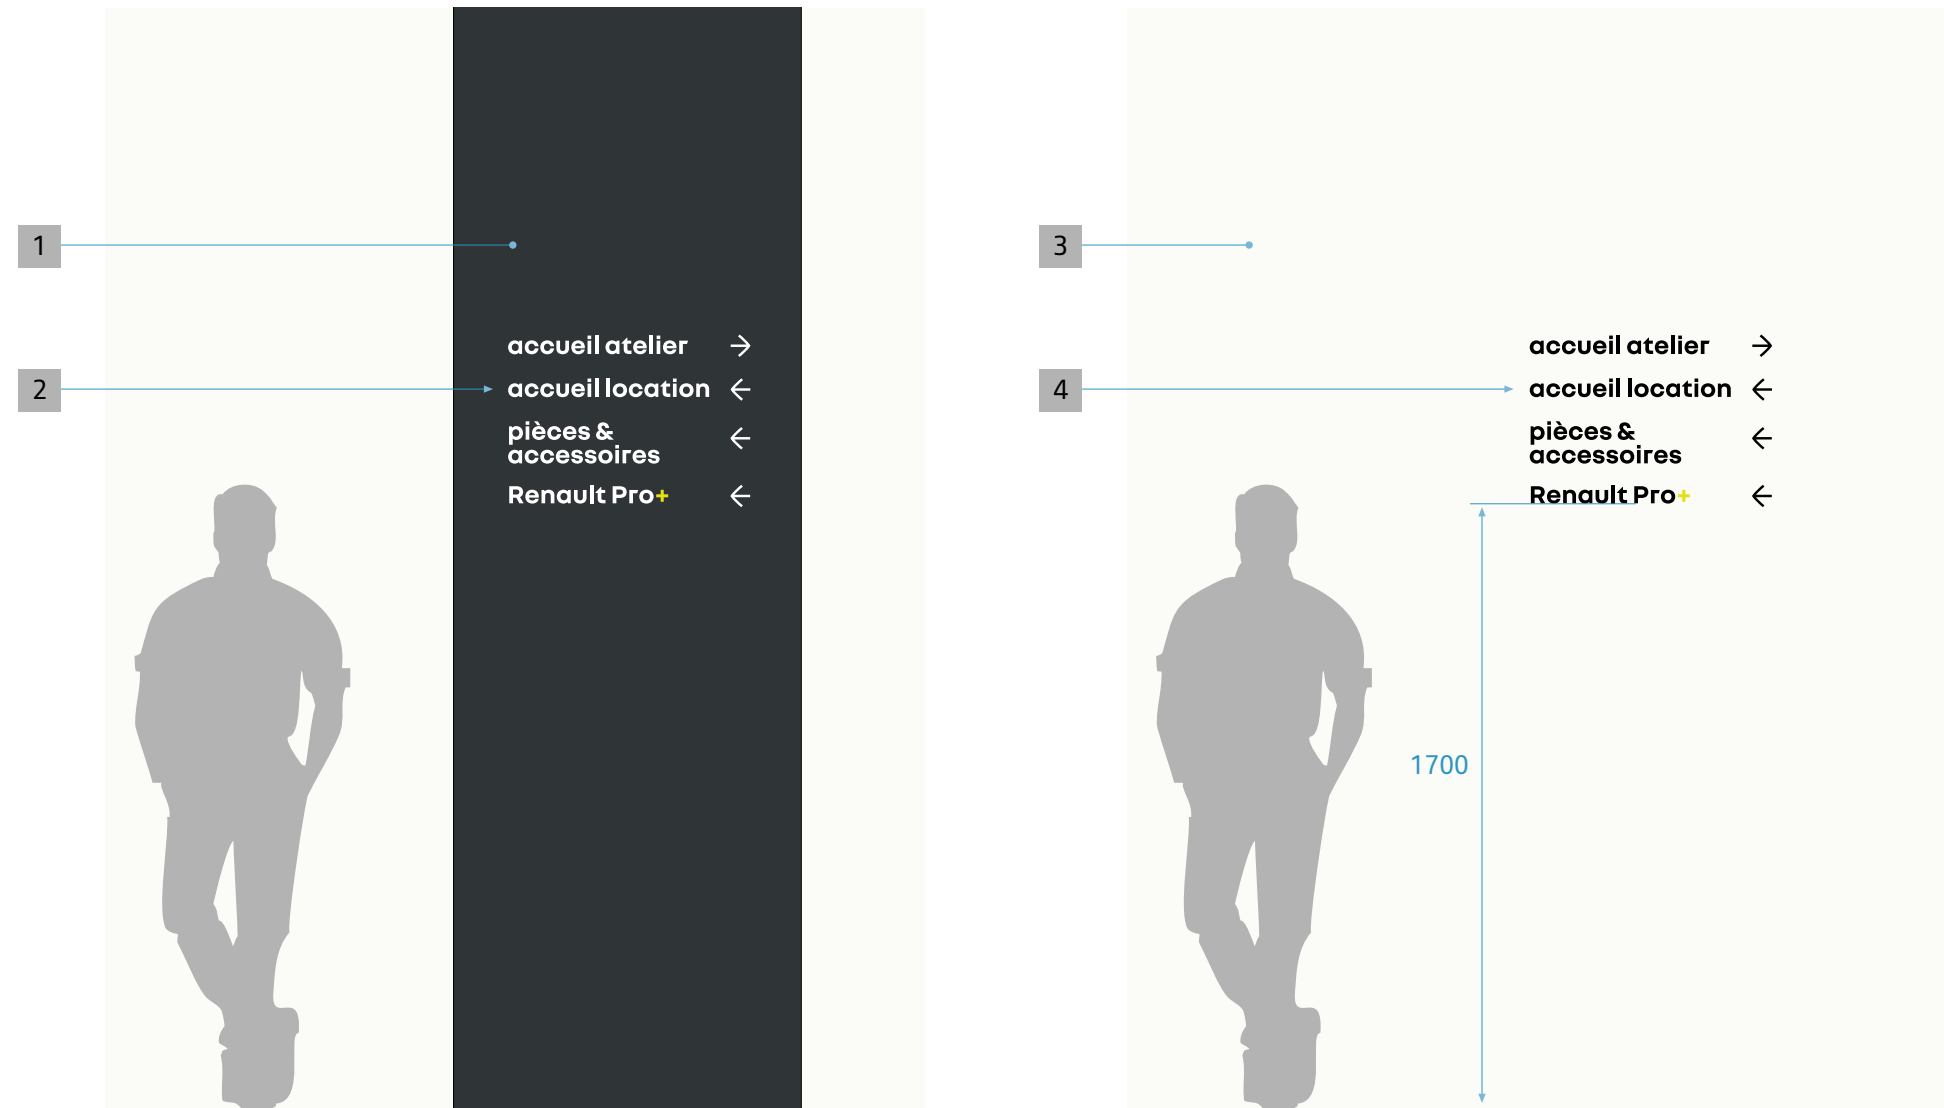 1
2
accueil atelier →
accueil location ←
pièces & ←
accessoires
Renault Pro+ ←
3
4
accueil atelier →
accueil location ←
pièces & ←
accessoires
Renault Pro+ ←
1700